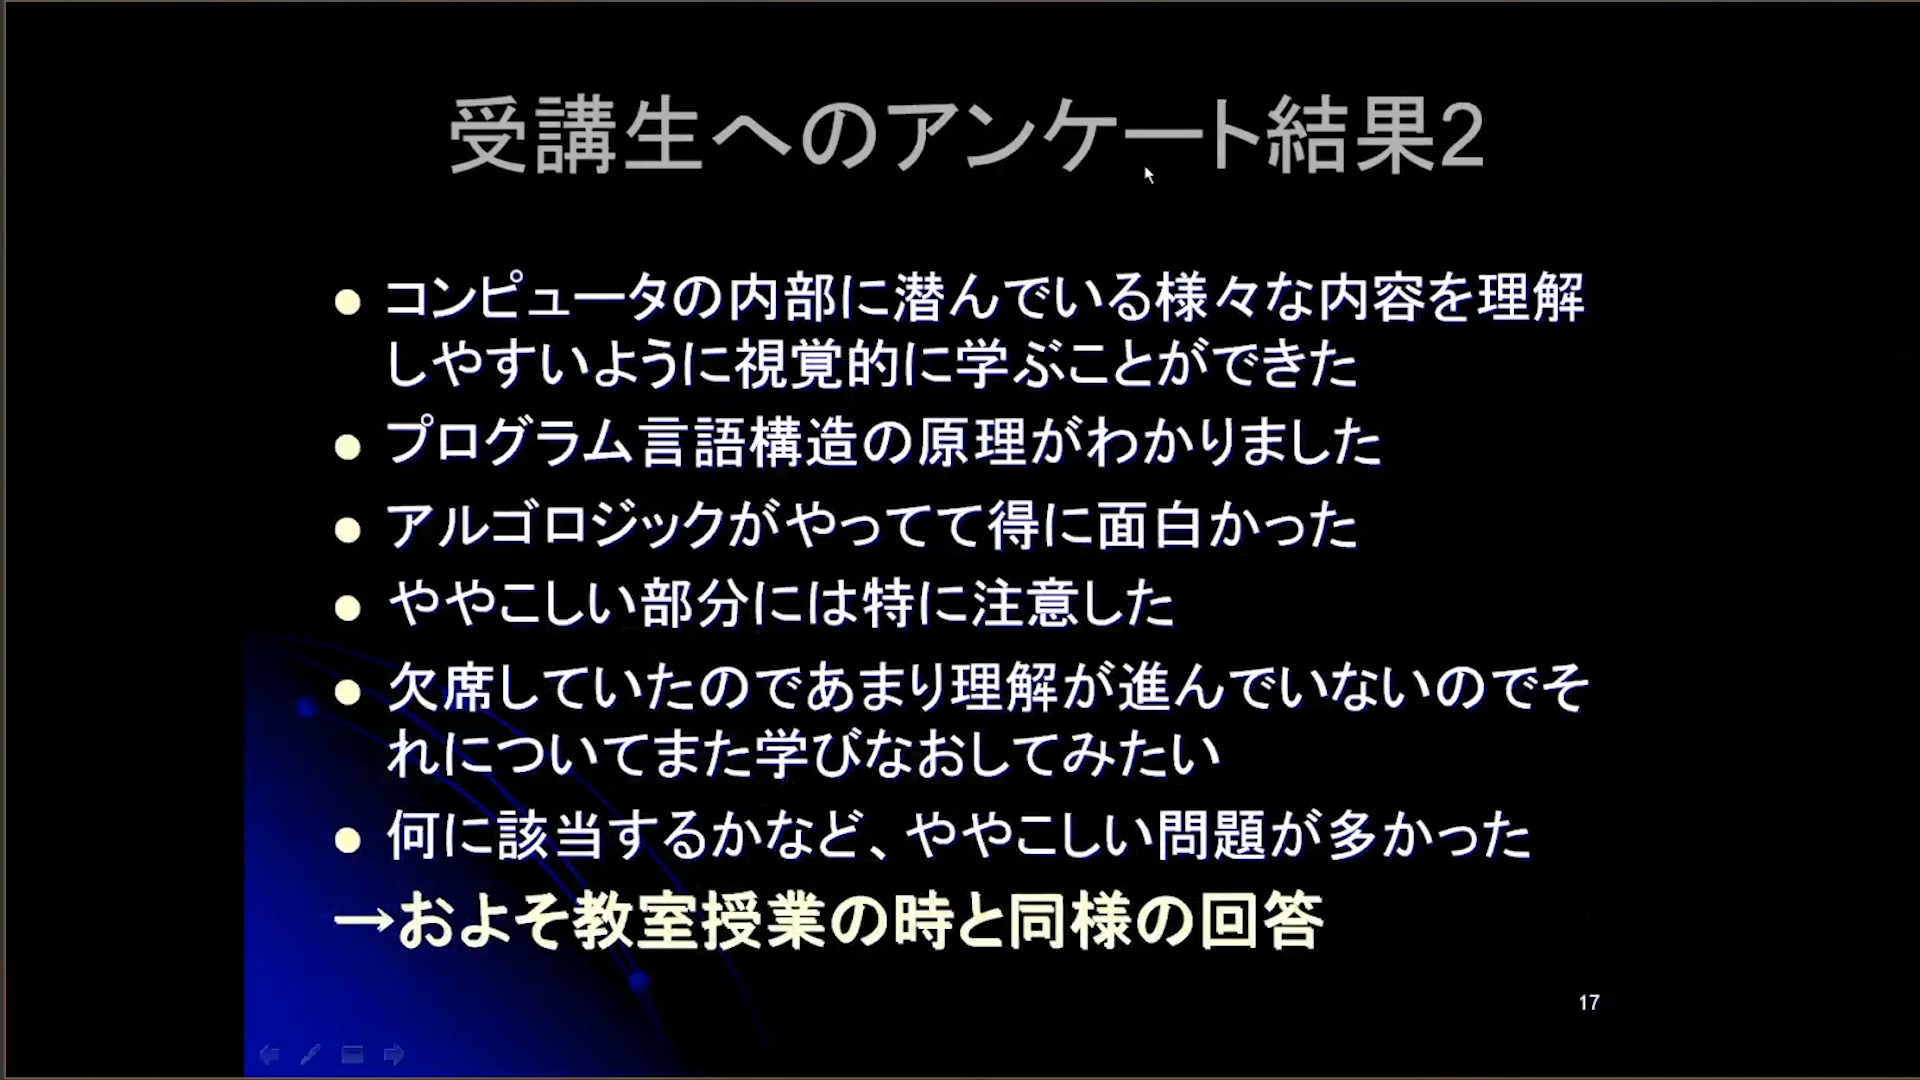 受講生へのアンケート結果2
● コンピュータの内部に潜んでいる様々な内容を理解
しやすいように視覚的に学ぶことができた
● プログラム言語構造の原理がわかりました
● アルゴロジックがやってて得に面白かった
● ややこしい部分には特に注意した
● 欠席していたのであまり理解が進んでいないのでそ
れについてまた学びなおしてみたい
● 何に該当するかなど、ややこしい問題が多かった
→およそ教室授業の時と同様の回答
17